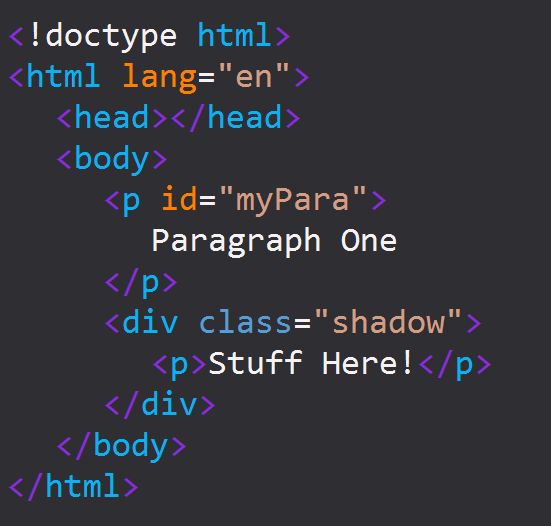 <!doctype html>
<html lang="en">
<head></head>
<body>
<p id="myPara">
Paragraph One
</p>
<div class="shadow">
<p>Stuff Here!</p>
</div>
</body>
</html>